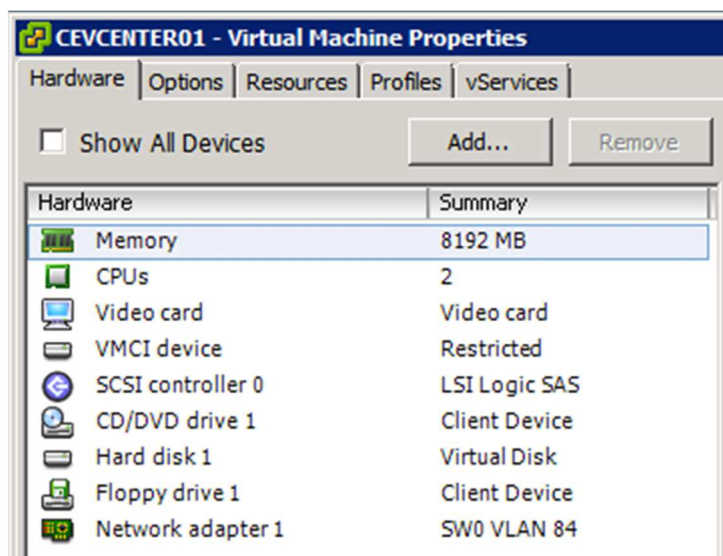 CEVCENTER01 - Virtual Machine Properties
Hardware Options Resources Profiles vServices
Show All Devices Add... Remove
Hardware Summary
Memory 8192 MB
CPUs 2
Video card Video card
VMCI device Restricted
SCSI controller 0 LSI Logic SAS
CD/DVD drive 1 Client Device
Hard disk 1 Virtual Disk
Floppy drive 1 Client Device
Network adapter 1 SW0 VLAN 84